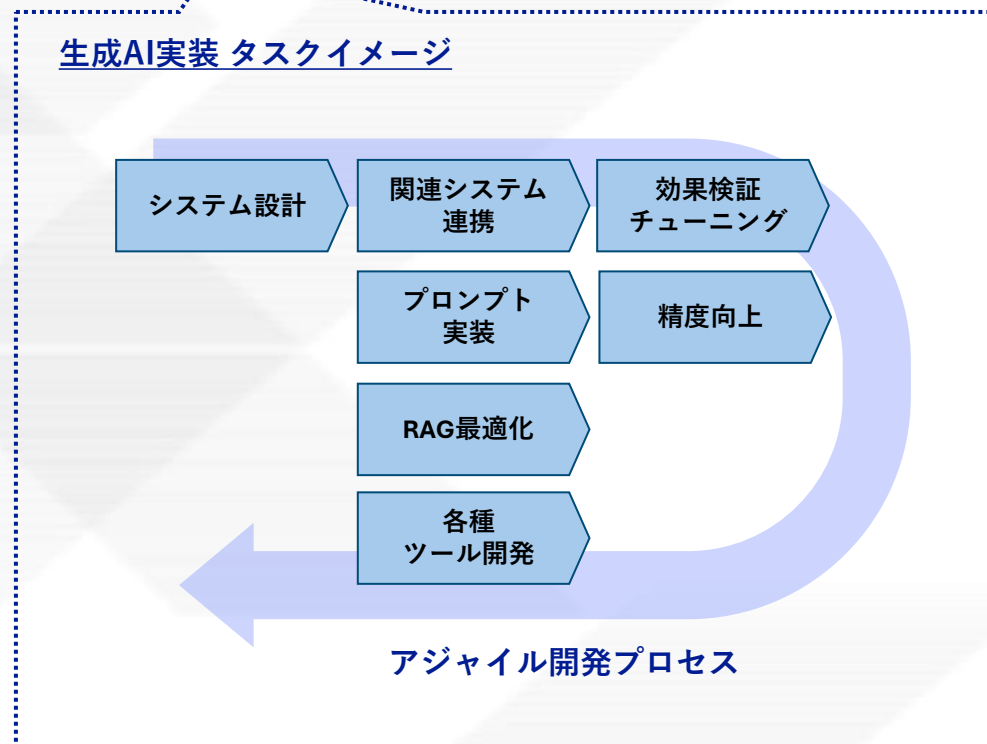 生成AI実装 タスクイメージ
システム設計
関連システム
連携
効果検証
チューニング
プロンプト
実装
精度向上
RAG最適化
各種
ツール開発
アジャイル開発プロセス